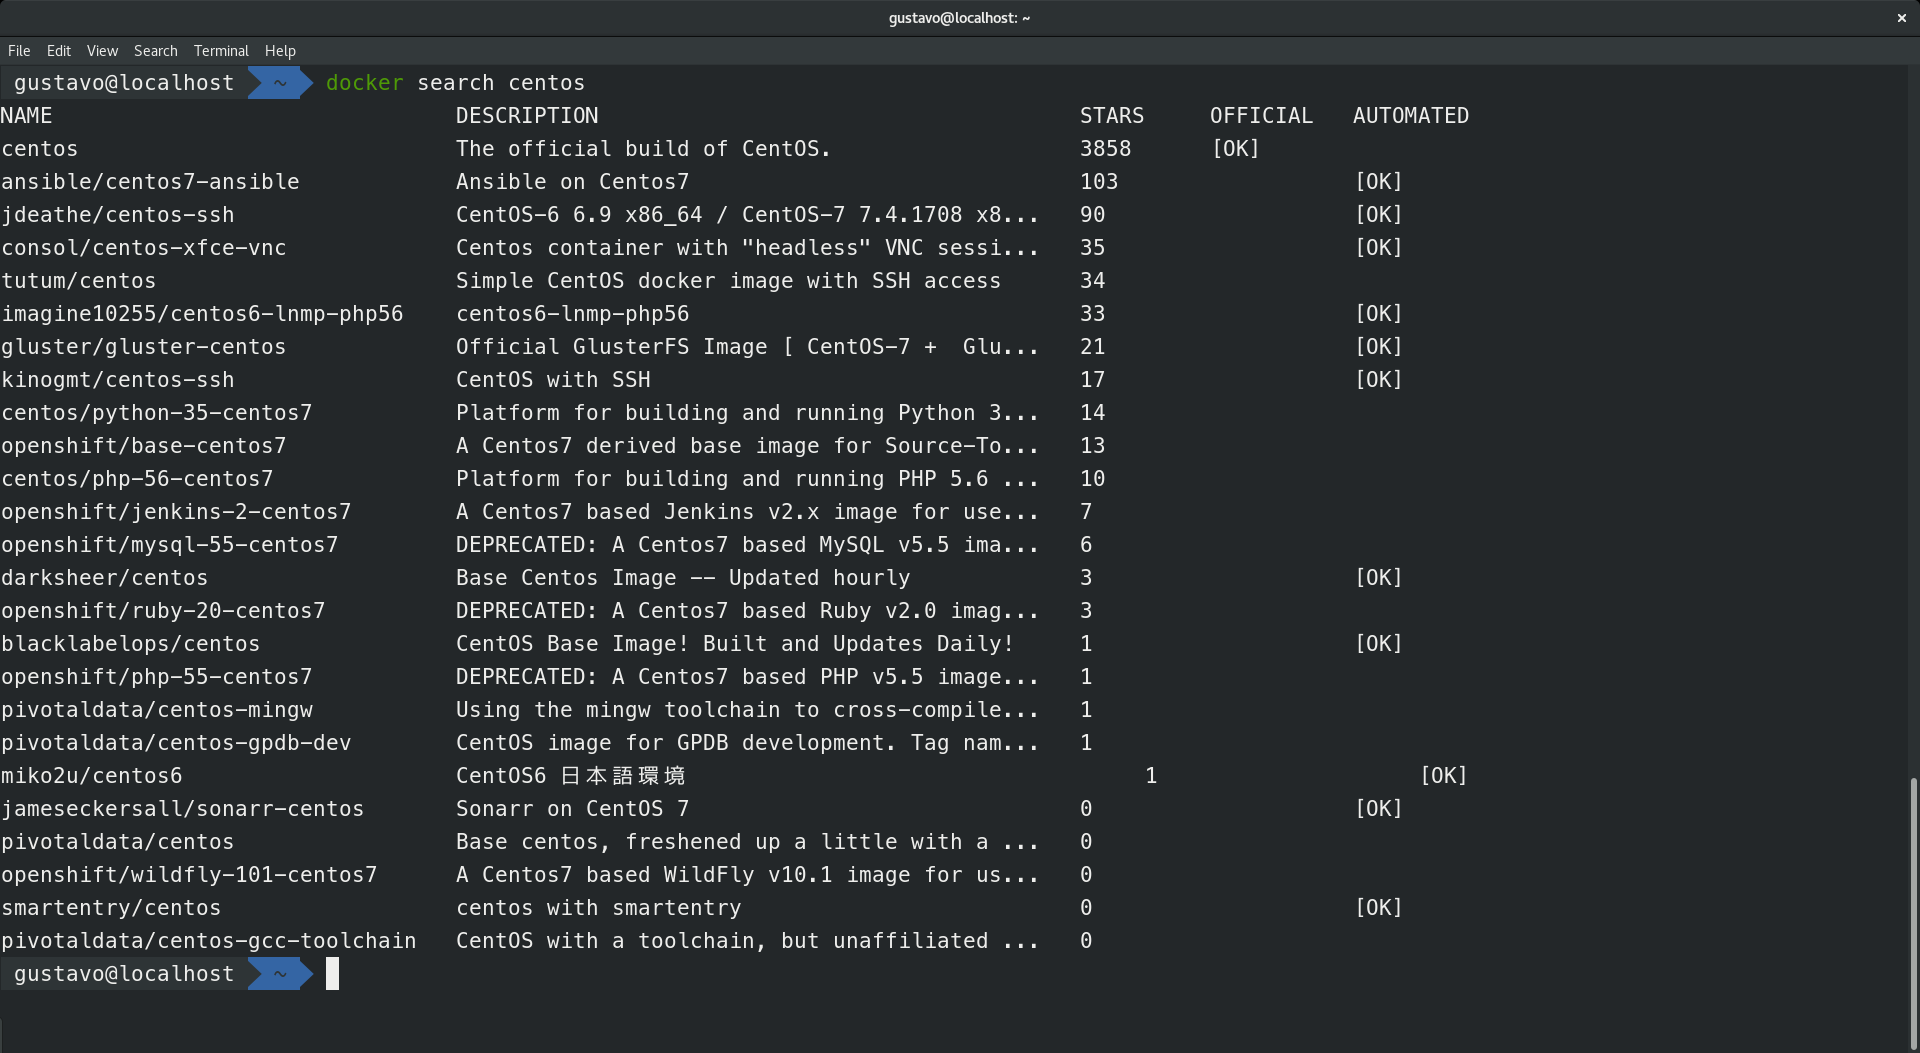 gustavo@localhost: ~
File Edit View Search Terminal Help
gustavo@localhost ~ docker search centos
NAME DESCRIPTION STARS OFFICIAL AUTOMATED
centos The official build of CentOS. 3858 [OK]
ansible/centos7-ansible Ansible on Centos7 103 [OK]
jdeathe/centos-ssh CentOS-6 6.9 x86_64 / CentOS-7 7.4.1708 x8... 90 [OK]
consol/centos-xfce-vnc Centos container with "headless" VNC sessi... 35 [OK]
tutum/centos Simple CentOS docker image with SSH access 34
imagine10255/centos6-lnmp-php56 centos6-lnmp-php56 33 [OK]
gluster/gluster-centos Official GlusterFS Image [ CentOS-7 +  Glu... 21 [OK]
kinogmt/centos-ssh CentOS with SSH 17 [OK]
centos/python-35-centos7 Platform for building and running Python 3... 14
openshift/base-centos7 A Centos7 derived base image for Source-To... 13
centos/php-56-centos7 Platform for building and running PHP 5.6 ... 10
openshift/jenkins-2-centos7 A Centos7 based Jenkins v2.x image for use... 7
openshift/mysql-55-centos7 DEPRECATED: A Centos7 based MySQL v5.5 ima... 6
darksheer/centos Base Centos Image -- Updated hourly 3 [OK]
openshift/ruby-20-centos7 DEPRECATED: A Centos7 based Ruby v2.0 imag... 3
blacklabelops/centos CentOS Base Image! Built and Updates Daily! 1 [OK]
openshift/php-55-centos7 DEPRECATED: A Centos7 based PHP v5.5 image... 1
pivotaldata/centos-mingw Using the mingw toolchain to cross-compile... 1
pivotaldata/centos-gpdb-dev CentOS image for GPDB development. Tag nam... 1
miko2u/centos6 CentOS6 日本語環境 1 [OK]
jameseckersall/sonarr-centos Sonarr on CentOS 7 0 [OK]
pivotaldata/centos Base centos, freshened up a little with a ... 0
openshift/wildfly-101-centos7 A Centos7 based WildFly v10.1 image for us... 0
smartentry/centos centos with smartentry 0 [OK]
pivotaldata/centos-gcc-toolchain CentOS with a toolchain, but unaffiliated ... 0
gustavo@localhost ~